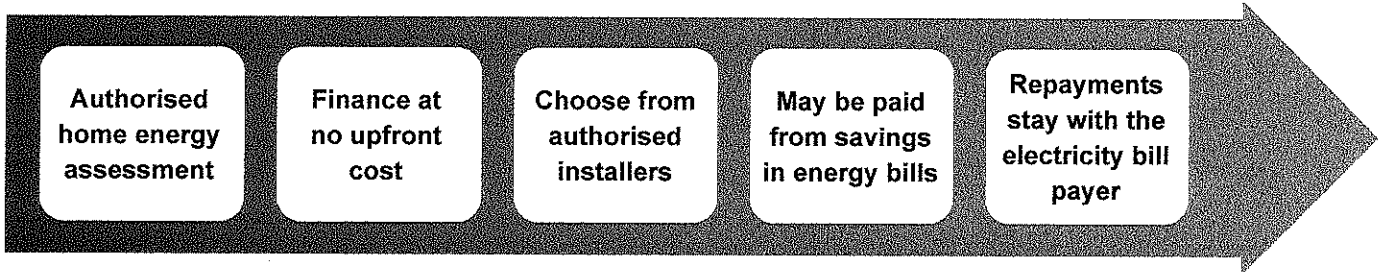 Authorised
home energy
assessment
Finance at
no upfront
cost
Choose from
authorised
installers
May be paid
from savings
in energy bills
Repayments
stay with the
electricity bill
payer